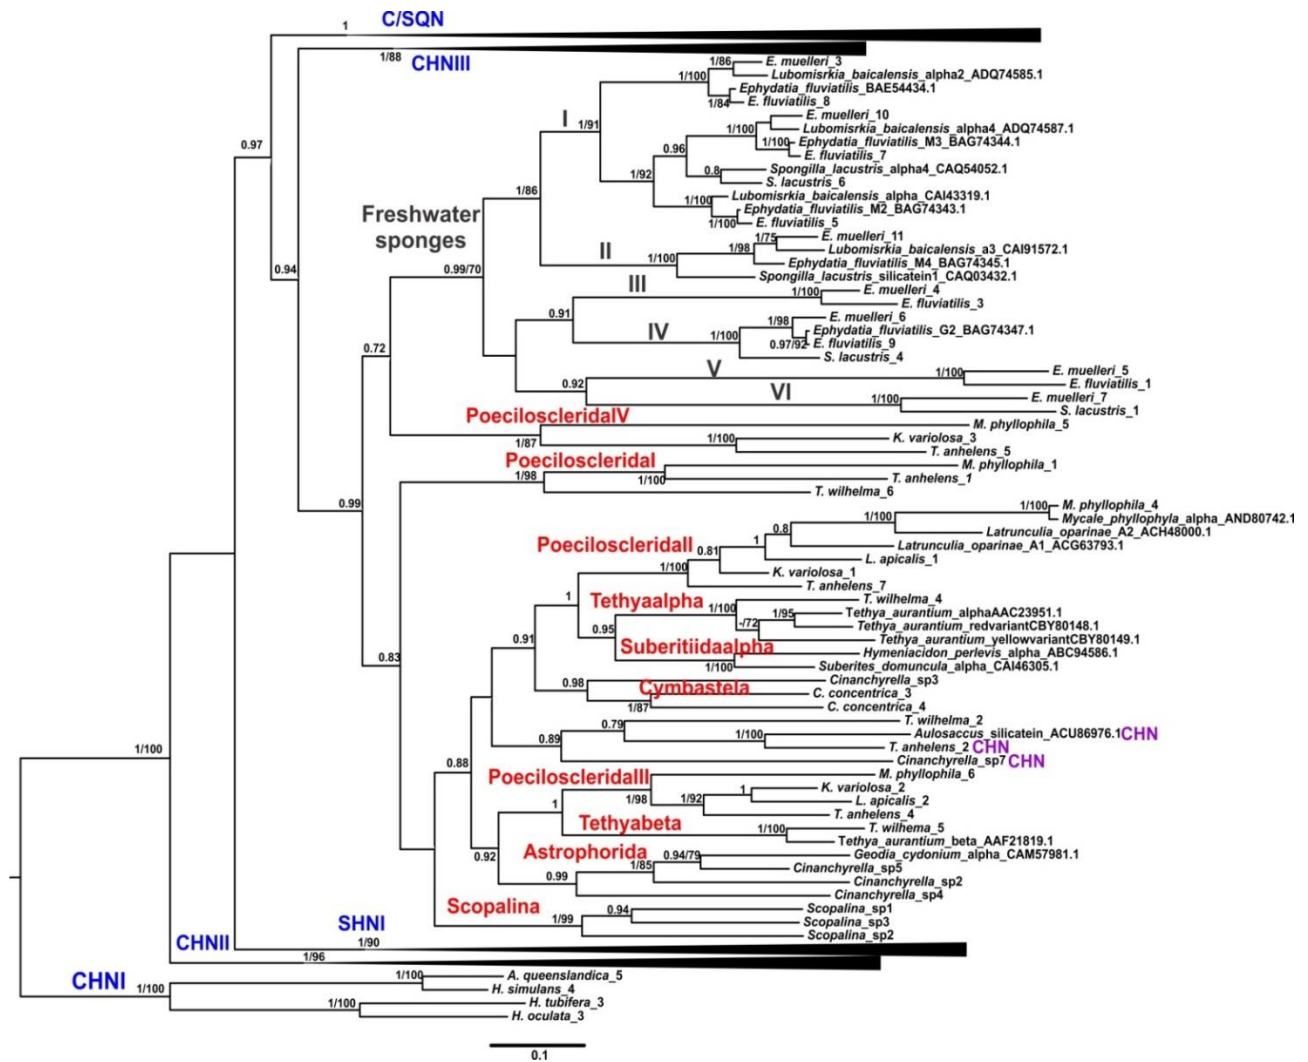 C/SQN
1
1/88
CHNIII
E. muelleri_3
1/86
Lubomisrkia_baicalensis_alpha2_ADQ74585.1
1/100
Ephydatia_fluviatilis_BAE54434.1
1/84
E. fluviatilis_8
I
1/91
E. muelleri_10
1/100
Lubomisrkia_baicalensis_alpha4_ADQ74587.1
1/100
Ephydatia_fluviatilis_M3_BAG74344.1
0.97
0.96
E. fluviatilis_7
Spongilla_lacustris_alpha4_CAQ54052.1
1/92
0.8
S. lacustris_6
1/86
Lubomisrkia_baicalensis_alpha_CAI43319.1
1/100
Ephydatia_fluviatilis_M2_BAG74343.1
Freshwater
sponges
1/100
E. fluviatilis_5
E. muelleri_11
1/75
II
1/98
Lubomisrkia_baicalensis_a3_CAI91572.1
1/100
Ephydatia_fluviatilis_M4_BAG74345.1
0.94
0.99/70
Spongilla_lacustris_silicatein1_CAQ03432.1
III
1/100
E. muelleri_4
E. fluviatilis_3
0.91
E. muelleri_6
1/98
IV
1/100
Ephydatia_fluviatilis_G2_BAG74347.1
0.97/92
E. fluviatilis_9
0.72
S. lacustris_4
V
1/100
E. muelleri_5
0.92
E. fluviatilis_1
VI
1/100
E. muelleri_7
S. lacustris_1
PoeciloscleridaIV
M. phyllophila_5
1/87
1/100
K. variolosa_3
T. anhelens_5
PoeciloscleridaI
M. phyllophila_1
1/98
1/100
T. anhelens_1
T. wilhelma_6
0.99
1/100
M. phyllophila_4
1/100
Mycale_phyllophyla_alpha_AND80742.1
0.8
Latrunculia_oparinae_A2_ACH48000.1
PoeciloscleridaII
1
Latrunculia_oparinae_A1_ACG63793.1
0.81
L. apicalis_1
1/100
K. variolosa_1
T. anhelens_7
1
Tethyaalpha
1/100
T. wilhelma_4
1/95
Tethya_aurantium_alphaAAC23951.1
-/72
Tethya_aurantium_redvariantCBY80148.1
0.91
0.95
Tethya_aurantium_yellowvariantCBY80149.1
Suberitiidaalpha
Hymeniacidon_perlevis_alpha_ABC94586.1
0.83
1/100
Suberites_domuncula_alpha_CAI46305.1
0.98
Cinanchyrella_sp3
Cymbastela
C. concentrica_3
1/87
C. concentrica_4
0.79
T. wilhelma_2
1/100
Aulosaccus_silicatein_ACU86976.1 CHN
0.89
T. anhelens_2 CHN
1/100
Cinanchyrella_sp7 CHN
0.88
PoeciloscleridaIII
M. phyllophila_6
1
K. variolosa_2
1/98
1/92
1
L. apicalis_2
T. anhelens_4
Tethyabeta
1/100
T. wilhema_5
Tethya_aurantium_beta_AAF21819.1
0.92
Astrophorida
0.94/79
Geodia_cydonium_alpha_CAM57981.1
1/85
Cinanchyrella_sp5
0.99
Cinanchyrella_sp2
Cinanchyrella_sp4
Scopalina
0.94
Scopalina_sp1
1/99
Scopalina_sp3
Scopalina_sp2
SHNI
CHNII
1/90
1/96
CHNI
1/100
1/100
A. queenslandica_5
H. simulans_4
1/100
H. tubifera_3
H. oculata_3
0.1